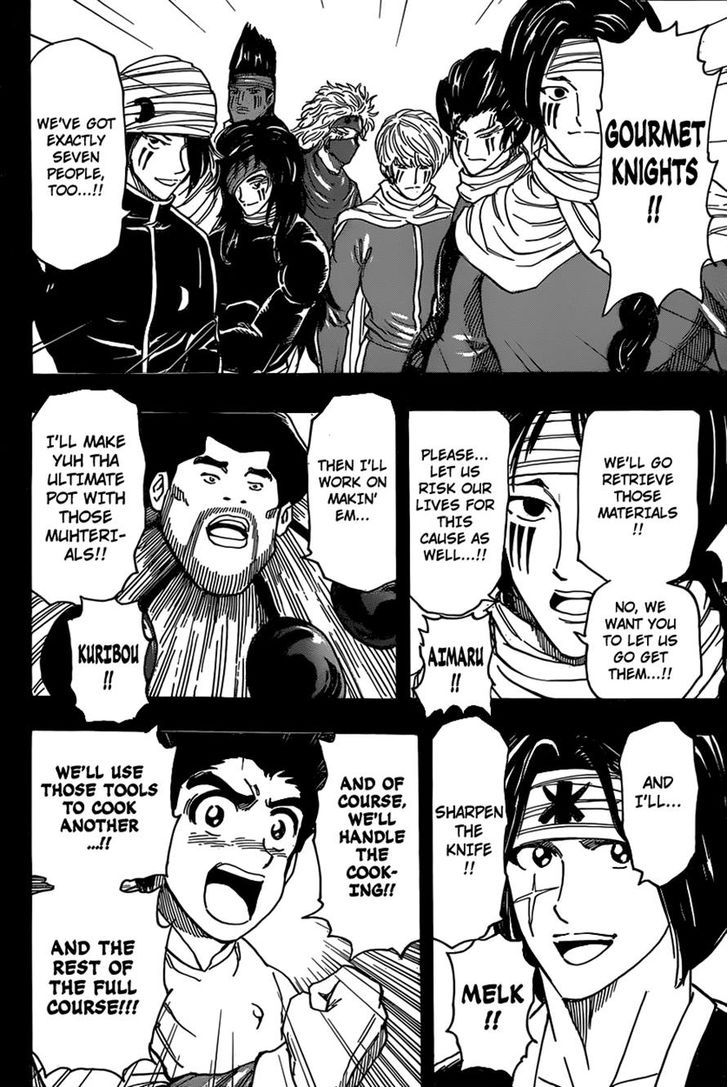 GOURMET
KNIGHTS
!!
WE'VE GOT
EXACTLY
SEVEN
PEOPLE,
TOO...!!
WE'LL GO
RETRIEVE
THOSE
MATERIALS
!!
NO, WE
WANT YOU
TO LET US
GO GET
THEM...!!
PLEASE...
LET US
RISK OUR
LIVES FOR
THIS
CAUSE AS
WELL...!!
AIMARU
!!
THEN I'LL
WORK ON
MAKIN'
EM...
I'LL MAKE
YUH THA
ULTIMATE
POT WITH
THOSE
MUHTERI-
ALS!!
KURIBOU
!!
AND
I'LL...
SHARPEN
THE
KNIFE
!!
MELK
!!
AND OF
COURSE,
WE'LL
HANDLE
THE
COOK-
ING!!
WE'LL USE
THOSE TOOLS
TO COOK
ANOTHER
...!!
AND THE
REST OF
THE FULL
COURSE!!!